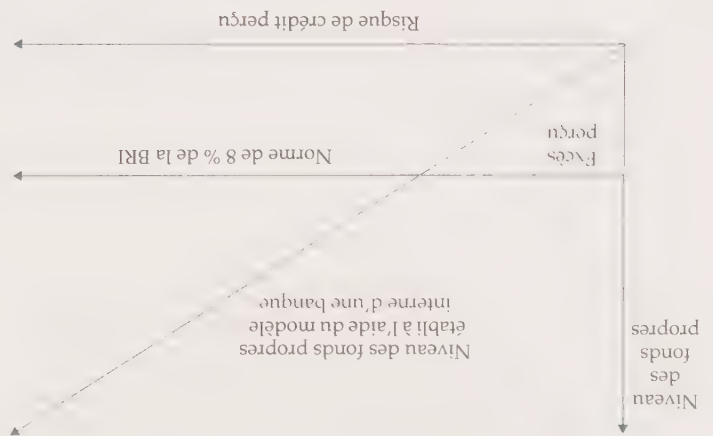 Niveau
des
fonds
propres
Niveau des fonds propres
établi à l'aide du modèle
interne d'une banque
Excès
perçu
Norme de 8 % de la BRI
Risque de crédit perçu